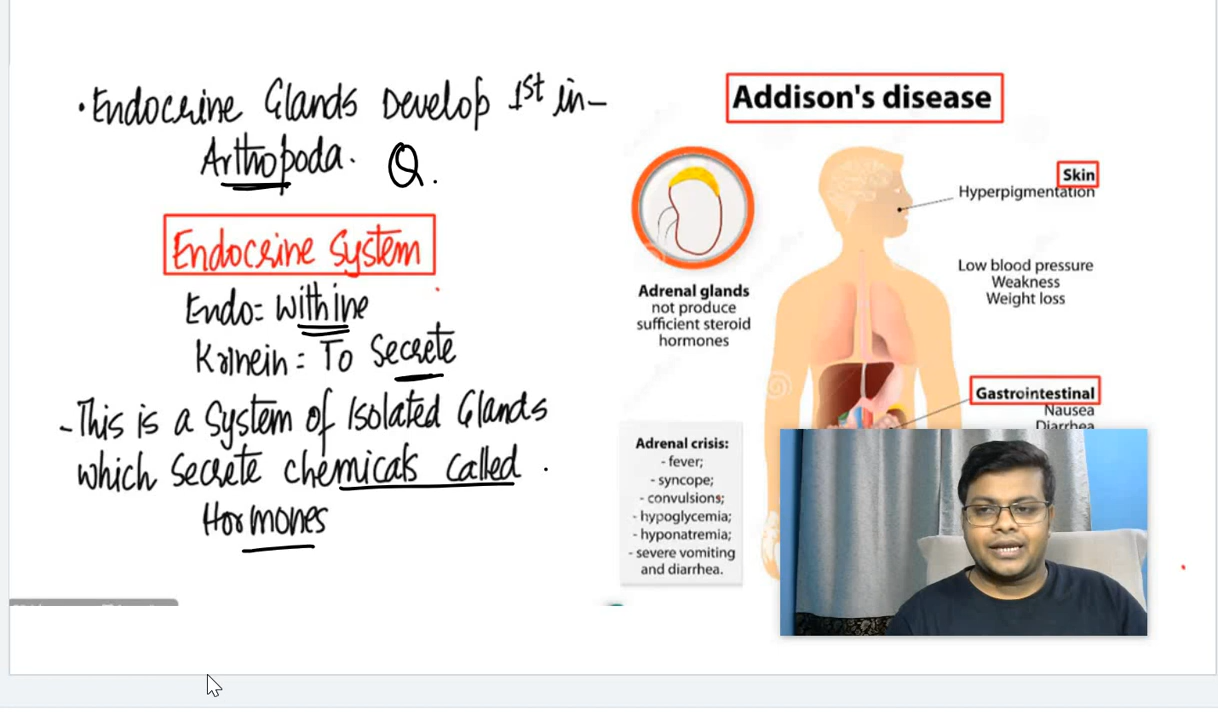 • Endocrine Glands Develop 1st in-
Arthopoda. Q.
Endocrine System
Endo = Withine
Krinein = To Secrete
- This is a System of Isolated Glands
which Secrete chemicals called .
Hormones
Addison's disease
Skin
Hyperpigmentation
Low blood pressure
Weakness
Weight loss
Adrenal glands
not produce
sufficient steroid
hormones
Gastrointestinal
Nausea
Diarrhea
Adrenal crisis:
- fever;
- syncope;
- convulsions;
- hypoglycemia;
- hyponatremia;
- severe vomiting
and diarrhea.